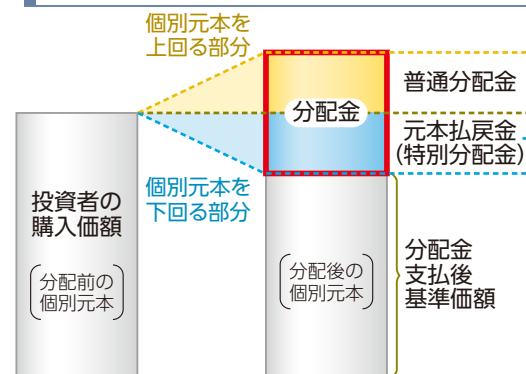 個別元本を
上回る部分
普通分配金
分配金
元本払戻金
(特別分配金)
個別元本を
下回る部分
投資者の
購入価額
(分配前の
個別元本)
(分配後の
個別元本)
分配金
支払後
基準価額